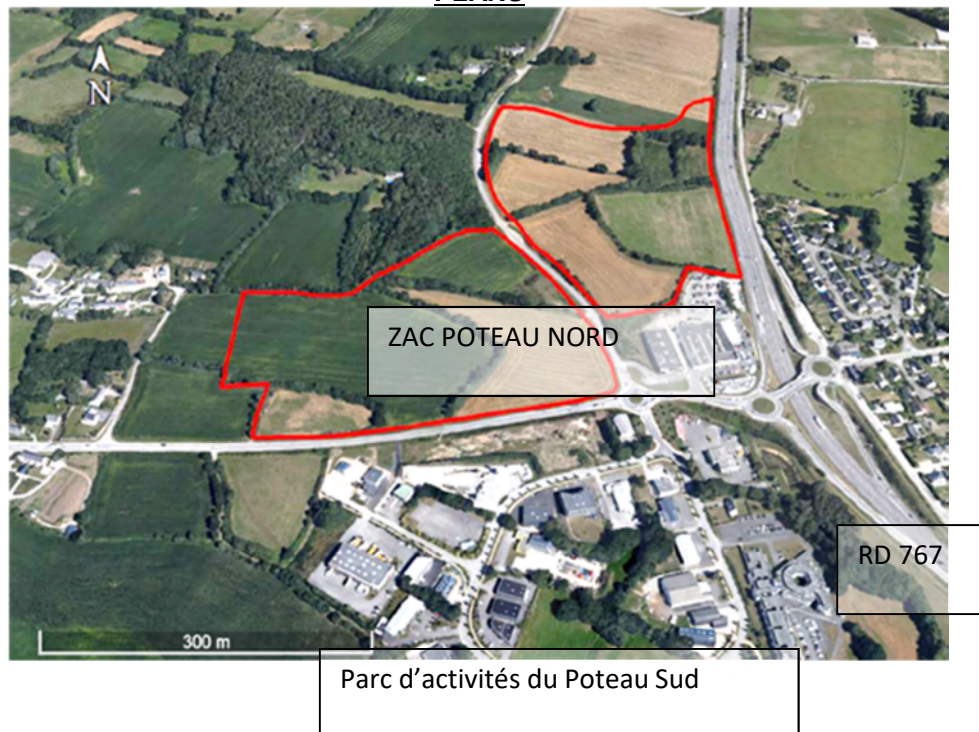 N
ZAC POTEAU NORD
RD 767
300 m
Parc d’activités du Poteau Sud